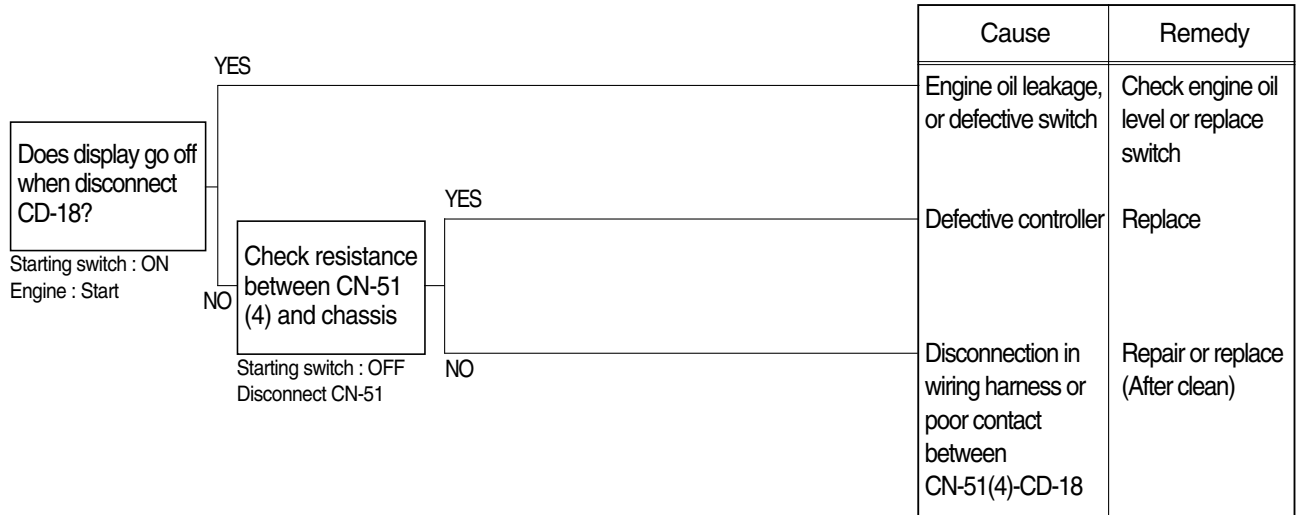 Cause
Remedy
YES
Engine oil leakage,
or defective switch
Check engine oil
level or replace
switch
Does display go off
when disconnect
CD-18?
Starting switch : ON
Engine : Start
YES
Defective controller
Replace
NO
Check resistance
between CN-51
(4) and chassis
Starting switch : OFF
Disconnect CN-51
NO
Disconnection in
wiring harness or
poor contact
between
CN-51(4)-CD-18
Repair or replace
(After clean)